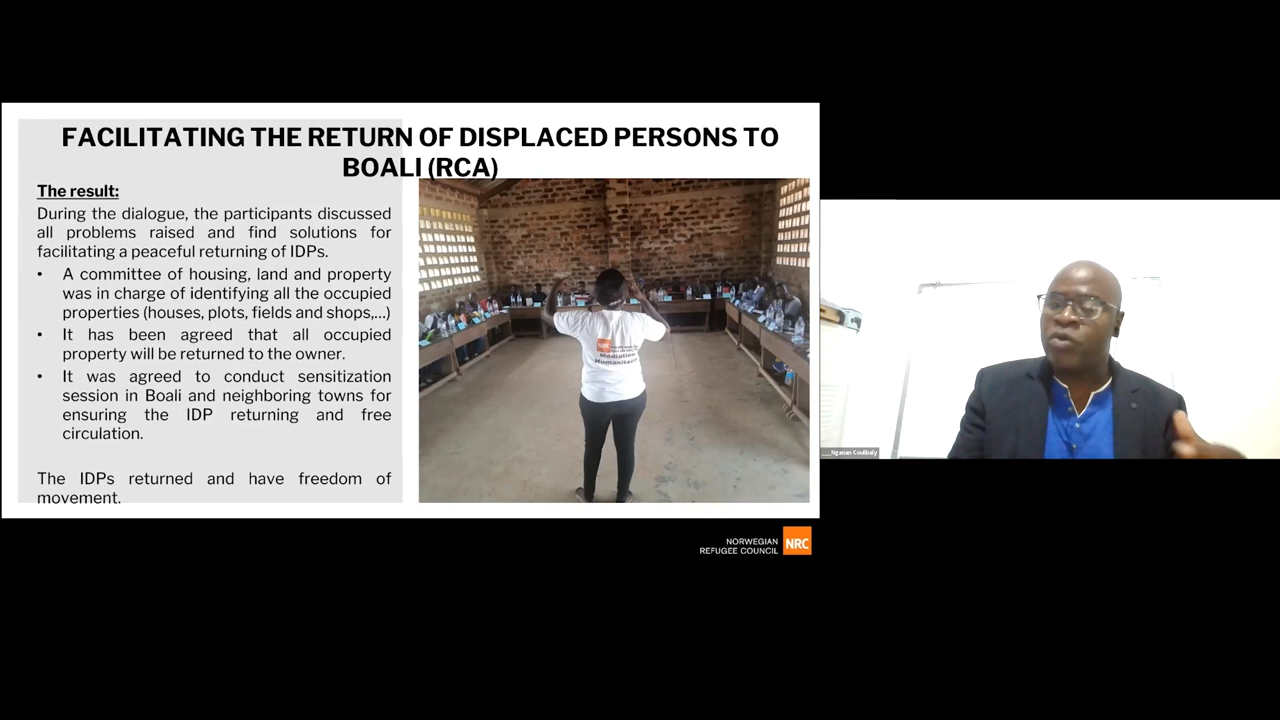 FACILITATING THE RETURN OF DISPLACED PERSONS TO
BOALI (RCA)
The result:
During the dialogue, the participants discussed
all problems raised and find solutions for
facilitating a peaceful returning of IDPs.
• A committee of housing, land and property
was in charge of identifying all the occupied
properties (houses, plots, fields and shops,...)
• It has been agreed that all occupied
property will be returned to the owner.
• It was agreed to conduct sensitization
session in Boali and neighboring towns for
ensuring the IDP returning and free
circulation.
The IDPs returned and have freedom of
movement.
NRC
Médiation
Humanitaire
___Nganan Coulibaly
NORWEGIAN
REFUGEE COUNCIL
NRC